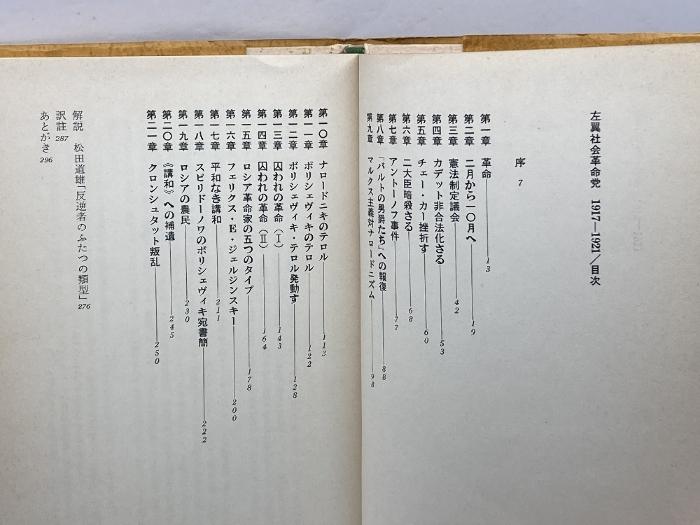 左翼社会革命党 1917—1921／目次
序 7
第一章 革命 13
第二章 二月から一〇月へ 19
第三章 憲法制定議会 42
第四章 カデット非合法化さる 53
第五章 チェー・カー挫折す 60
第六章 二大臣暗殺さる 68
第七章 アントーノフ事件 77
第八章 「バルトの男爵たち」への報復 88
第九章 マルクス主義対ナロードニズム 98
第一〇章 ナロードニキのテロル 113
第一一章 ボリシェヴィキのテロル 122
第一二章 ボリシェヴィキ・テロル発動す 128
第一三章 囚われの革命（Ⅰ） 143
第一四章 囚われの革命（Ⅱ） 164
第一五章 ロシア革命家の五つのタイプ 178
第一六章 フェリクス・E・ジェルジンスキー 200
第一七章 平和なき講和 211
第一八章 スピリドーノワのボリシェヴィキ宛書簡 222
第一九章 ロシアの農民 230
第二〇章 《講和》への補遺 245
第二一章 クロンシュタット叛乱 250
解説 松田道雄「反逆者のふたつの類型」 276
訳註 287
あとがき 296